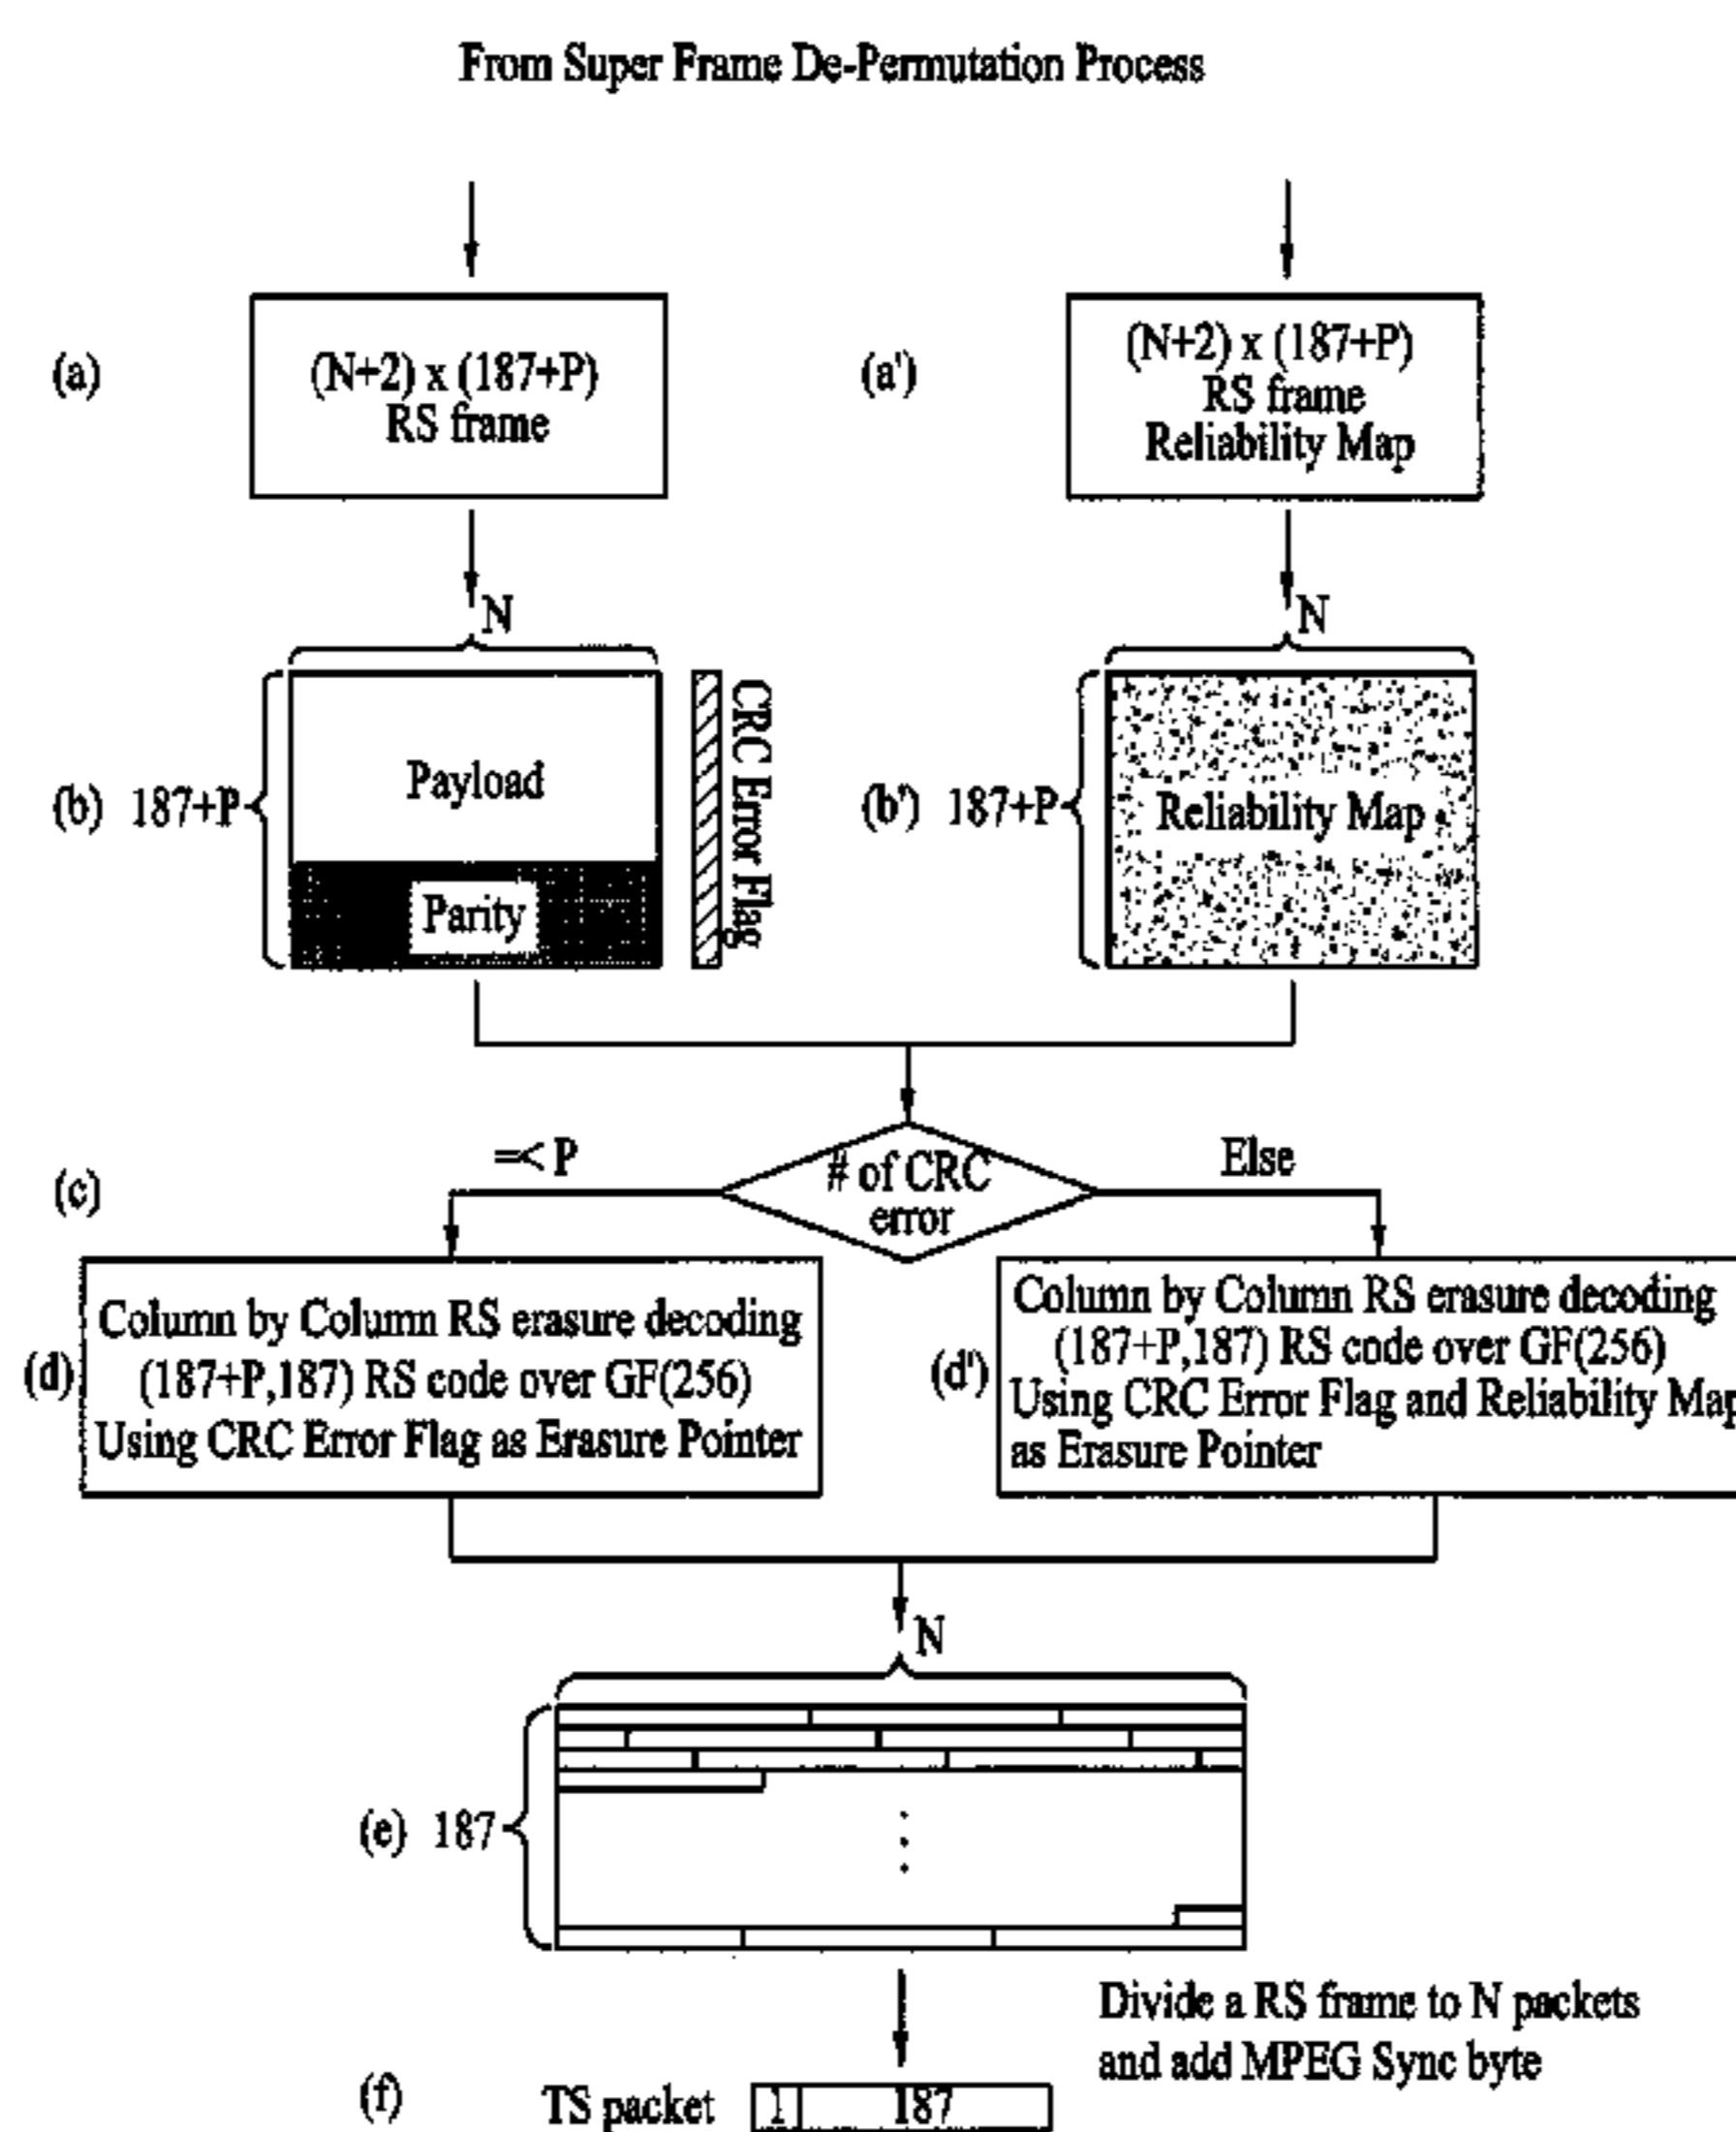 From Super Frame De-Permutation Process
(a)
(N+2) x (187+P)
RS frame
(a')
(N+2) x (187+P)
RS frame
Reliability Map
N
N
(b) 187+P
Payload
Parity
CRC Error Flag
(b') 187+P
Reliability Map
(c)
=< P
# of CRC
error
Else
(d)
Column by Column RS erasure decoding
(187+P,187) RS code over GF(256)
Using CRC Error Flag as Erasure Pointer
(d')
Column by Column RS erasure decoding
(187+P,187) RS code over GF(256)
Using CRC Error Flag and Reliability Map
as Erasure Pointer
N
(e) 187
Divide a RS frame to N packets
and add MPEG Sync byte
(f)
TS packet
1
187